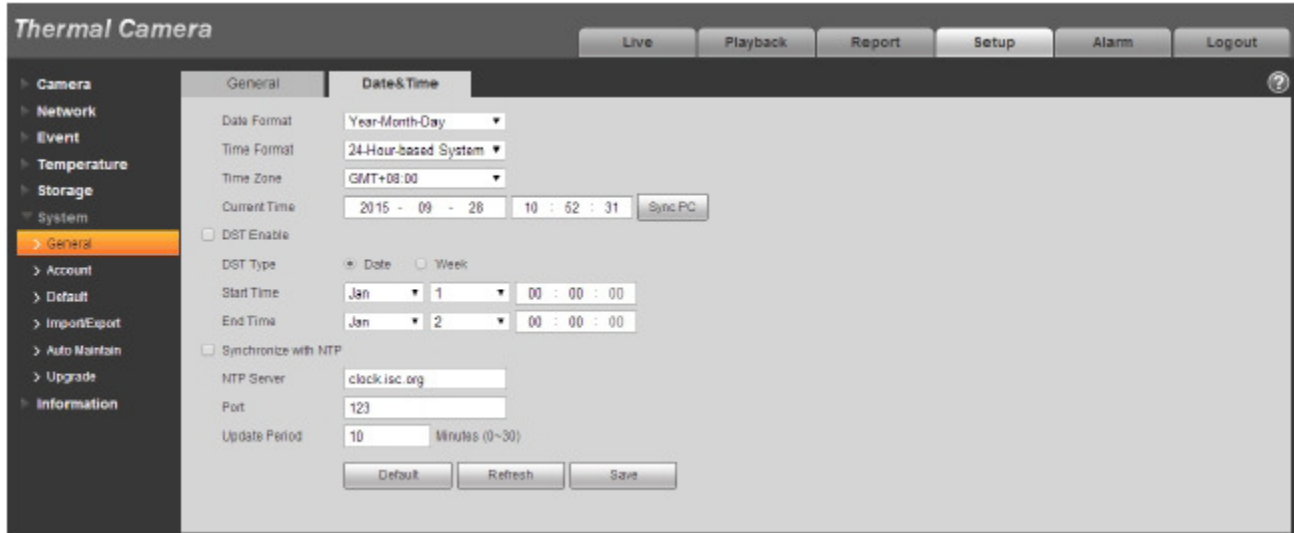 Thermal Camera
Live Playback Report Setup Alarm Logout
Camera
Network
Event
Temperature
Storage
System
General
Account
Default
Import/Export
Auto Maintain
Upgrade
Information
General Date&Time
Date Format Year-Month-Day
Time Format 24-Hour-based System
Time Zone GMT+08:00
Current Time 2015 - 09 - 28 10 : 52 : 31 Sync PC
DST Enable
DST Type Date Week
Start Time Jan 1 00 : 00 : 00
End Time Jan 2 00 : 00 : 00
Synchronize with NTP
NTP Server clock.isc.org
Port 123
Update Period 10 Minutes (0~30)
Default Refresh Save